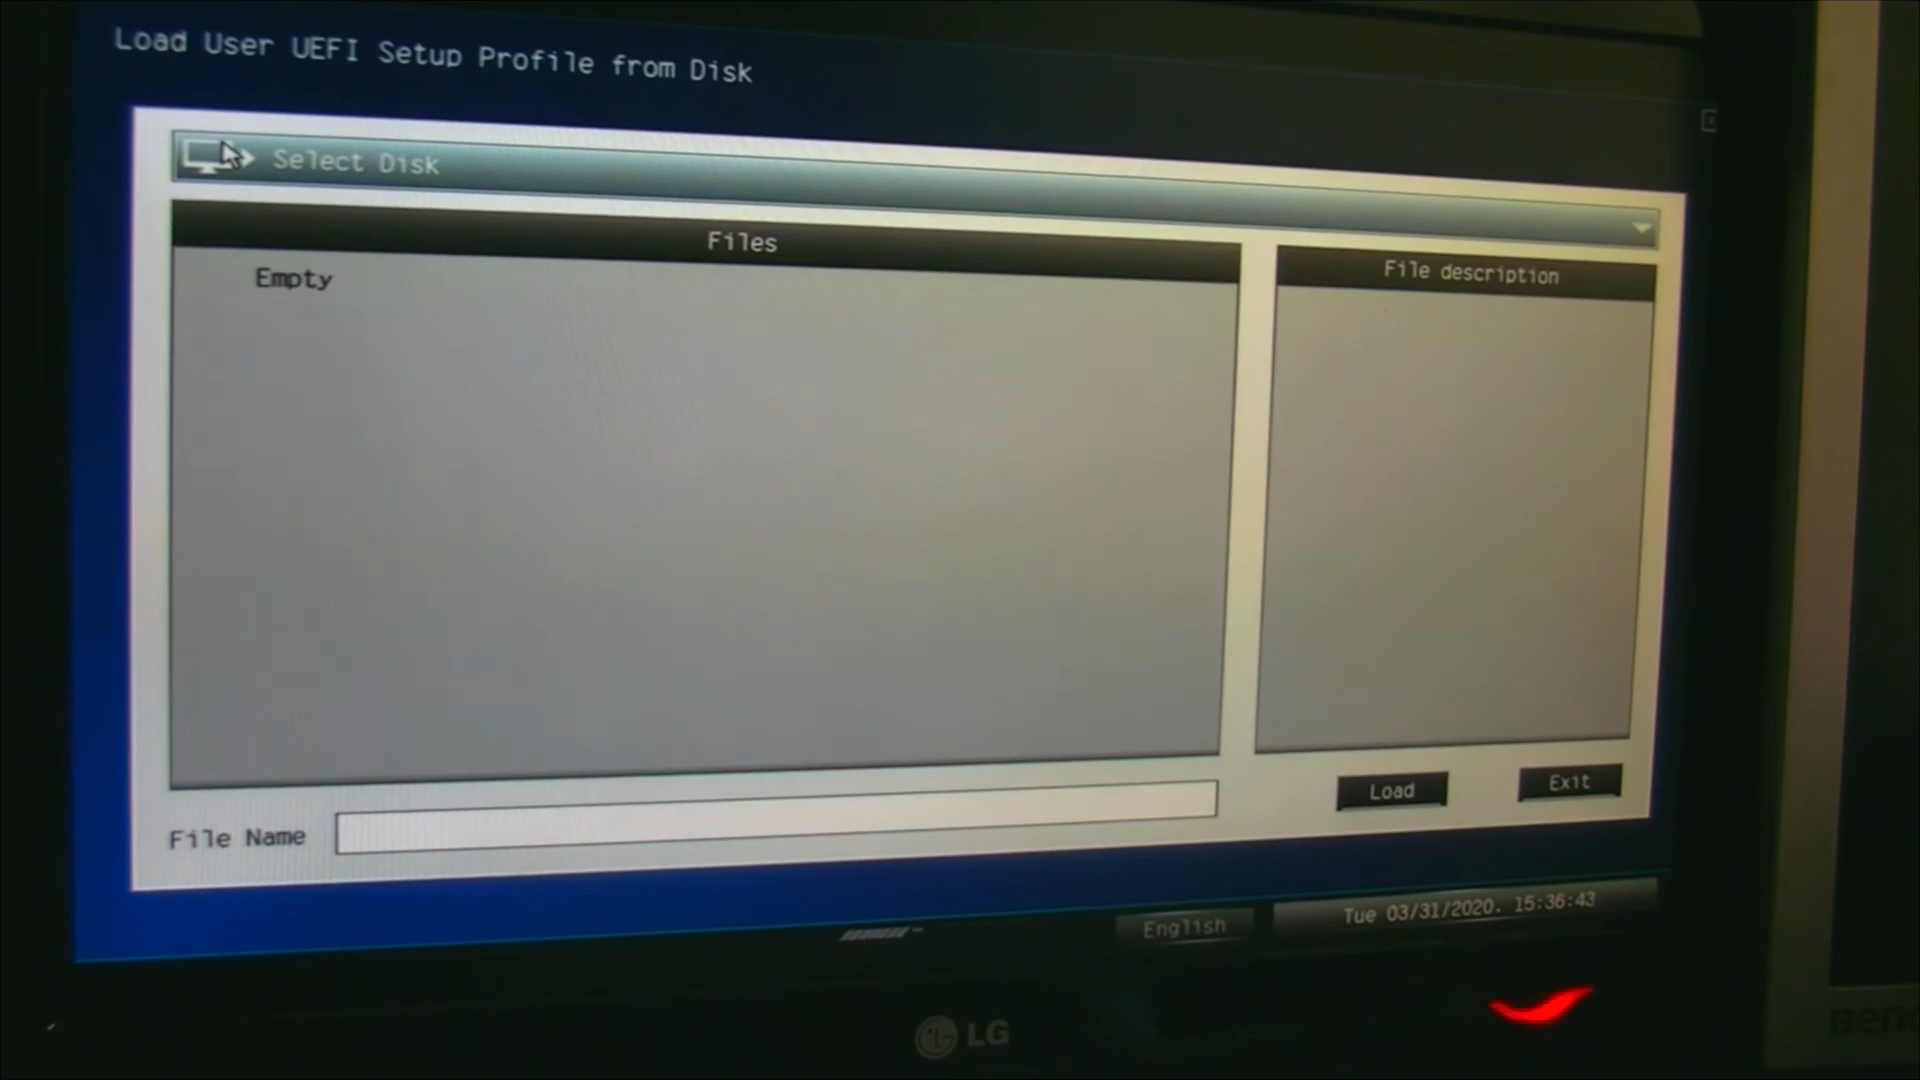 Load User UEFI Setup Profile from Disk
Select Disk
Files
File description
Empty
Load
Exit
File Name
English
Tue 03/31/2020. 15:36:43
LG
BenQ